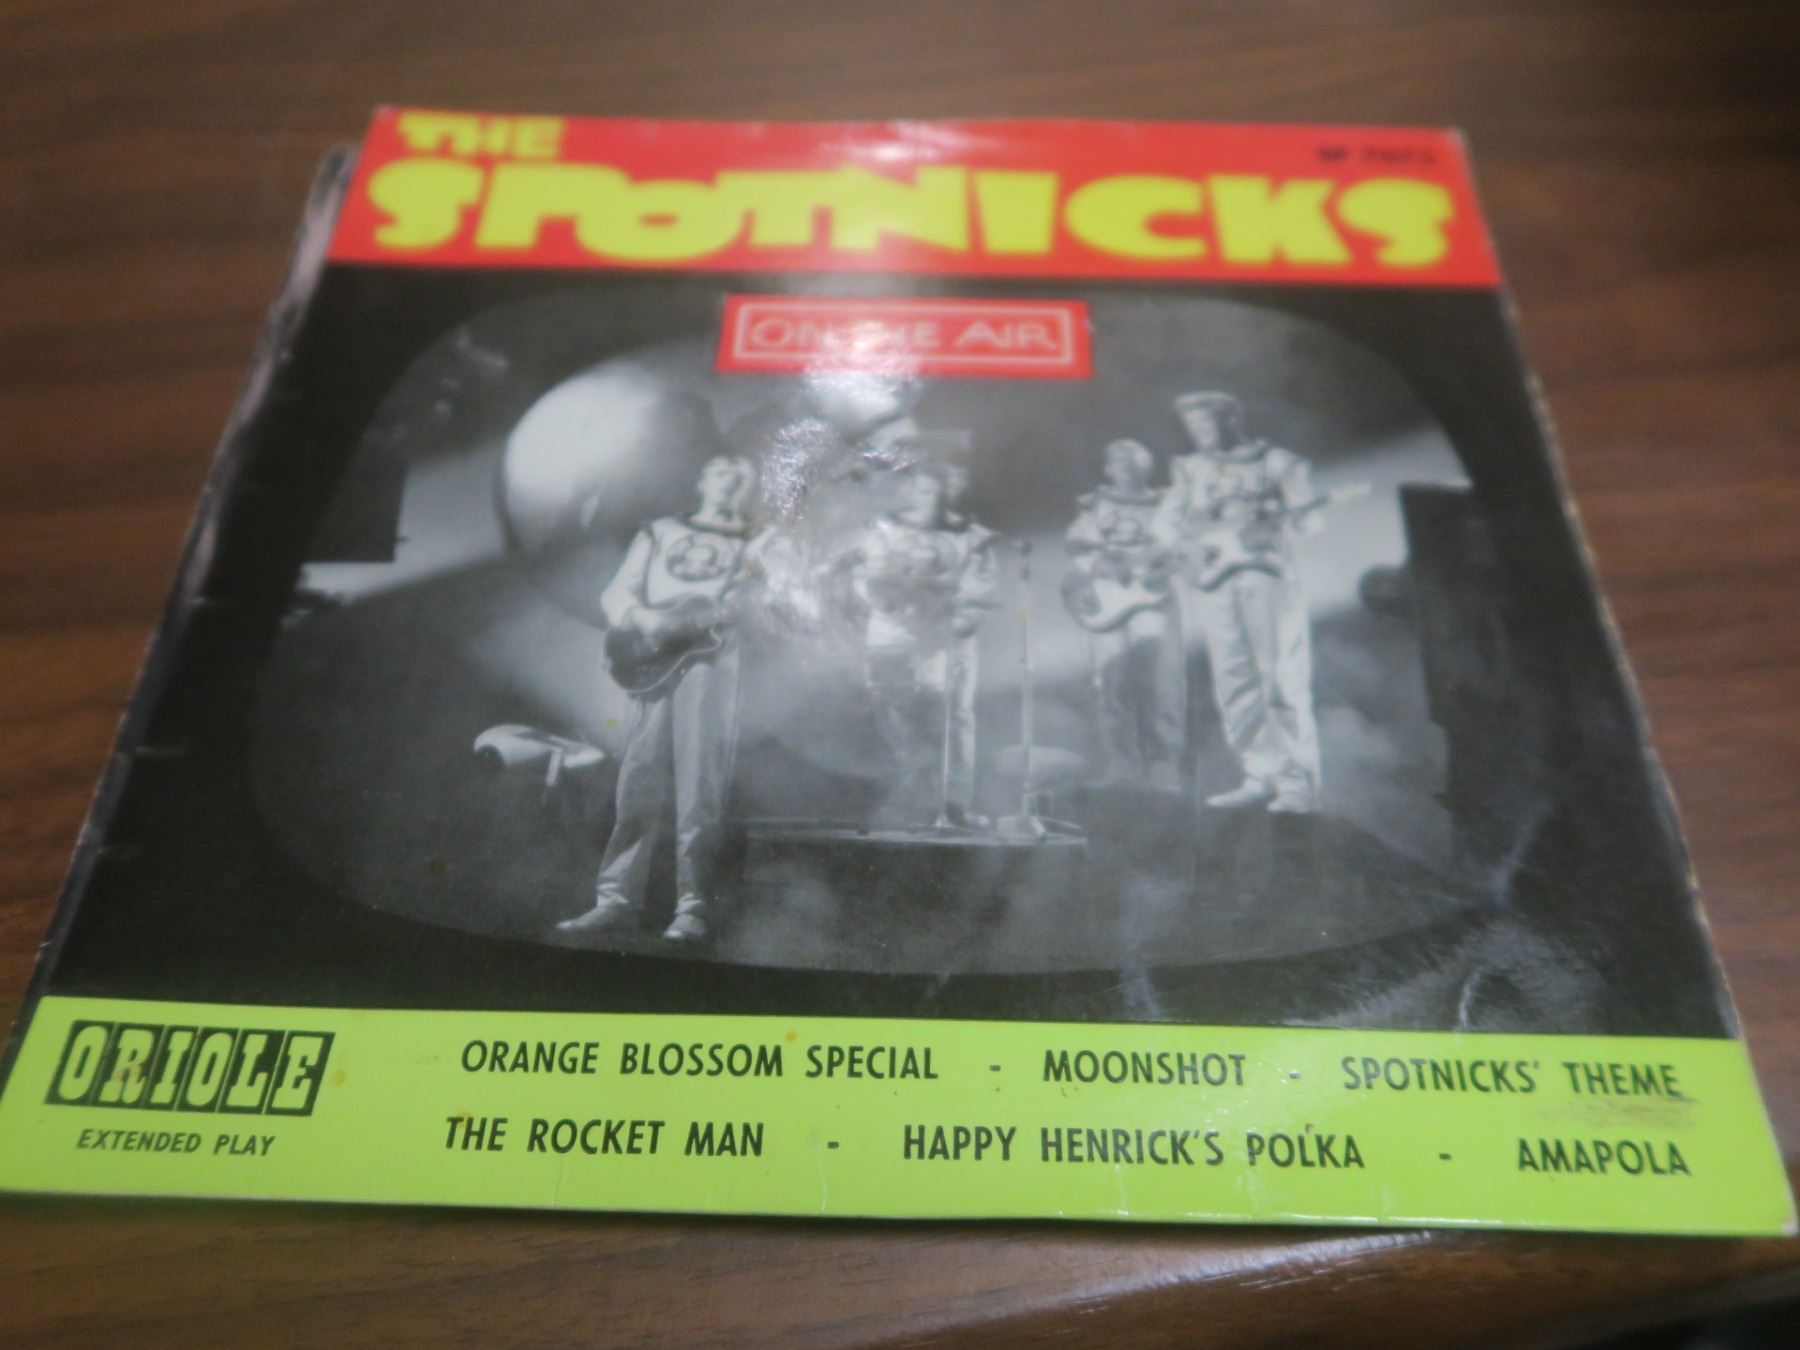 THE
SPOTNICKS
ON THE AIR
ORIOLE
EXTENDED PLAY
ORANGE BLOSSOM SPECIAL - MOONSHOT - SPOTNICKS' THEME
THE ROCKET MAN - HAPPY HENRICK'S POLKA - AMAPOLA